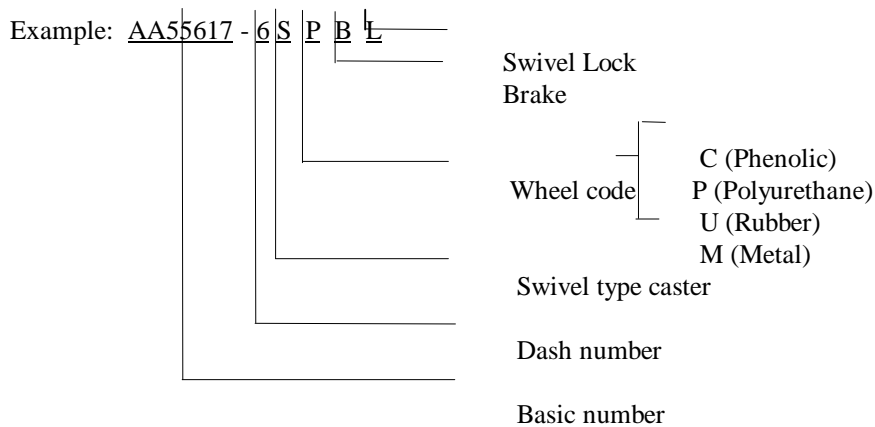 Example: AA55617 - 6 S P B L
Swivel Lock
Brake
C (Phenolic)
Wheel code P (Polyurethane)
U (Rubber)
M (Metal)
Swivel type caster
Dash number
Basic number